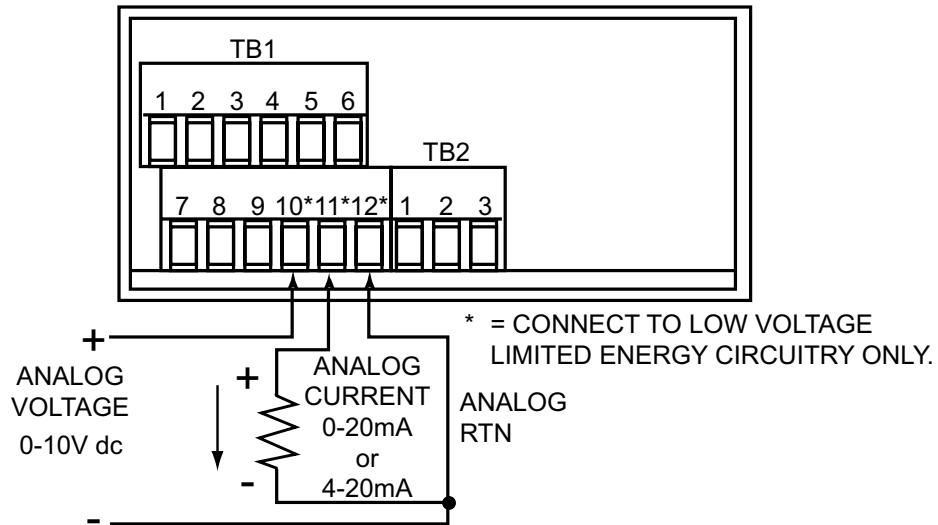 TB1
1 2 3 4 5 6
TB2
7 8 9 10* 11* 12* 1 2 3
* = CONNECT TO LOW VOLTAGE
LIMITED ENERGY CIRCUITRY ONLY.
+
ANALOG
VOLTAGE
0-10V dc
-
+
-
ANALOG
CURRENT
0-20mA
or
4-20mA
ANALOG
RTN